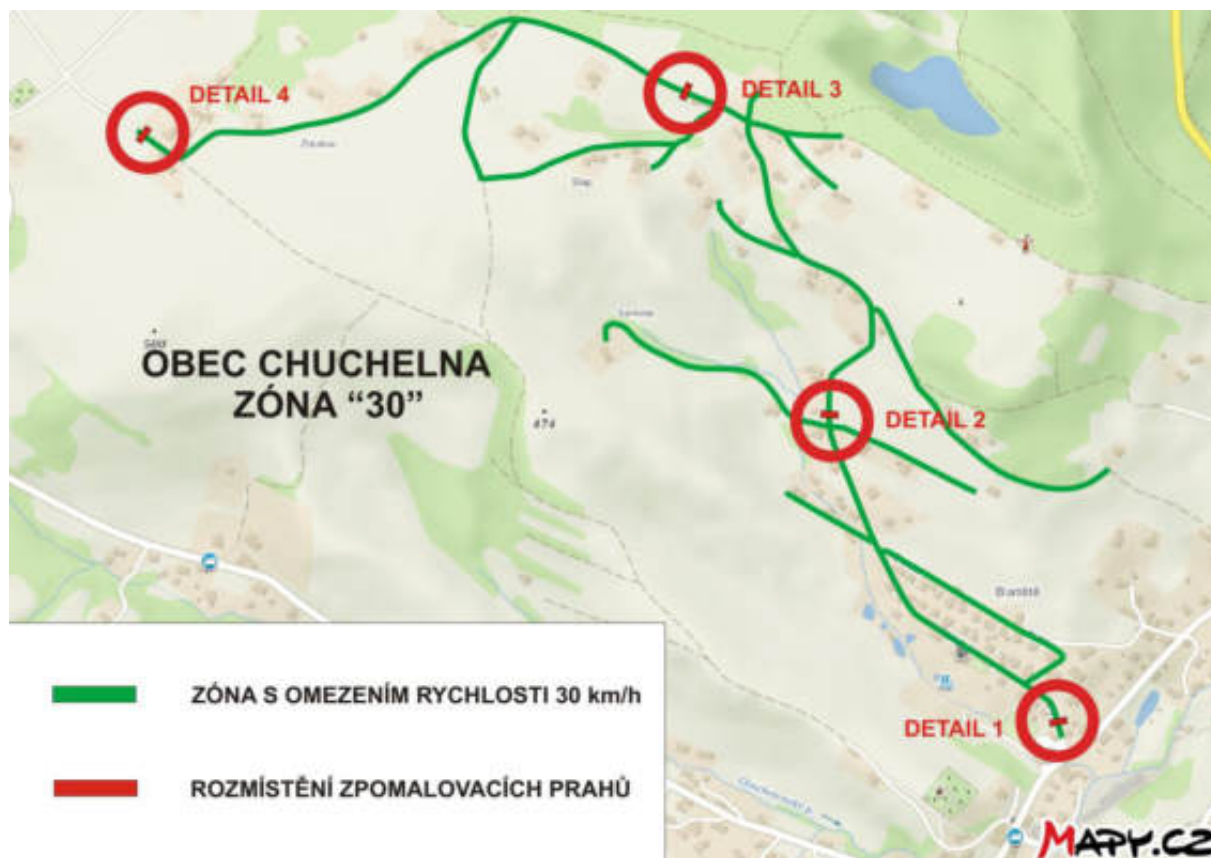 DETAIL 4
DETAIL 3
OBEC CHUCHELNA
ZÓNA “30”
474
DETAIL 2
DETAIL 1
ZÓNA S OMEZENÍM RYCHLOSTI 30 km/h
ROZMÍSTĚNÍ ZPOMALOVACÍCH PRAHŮ
MAPY.CZ